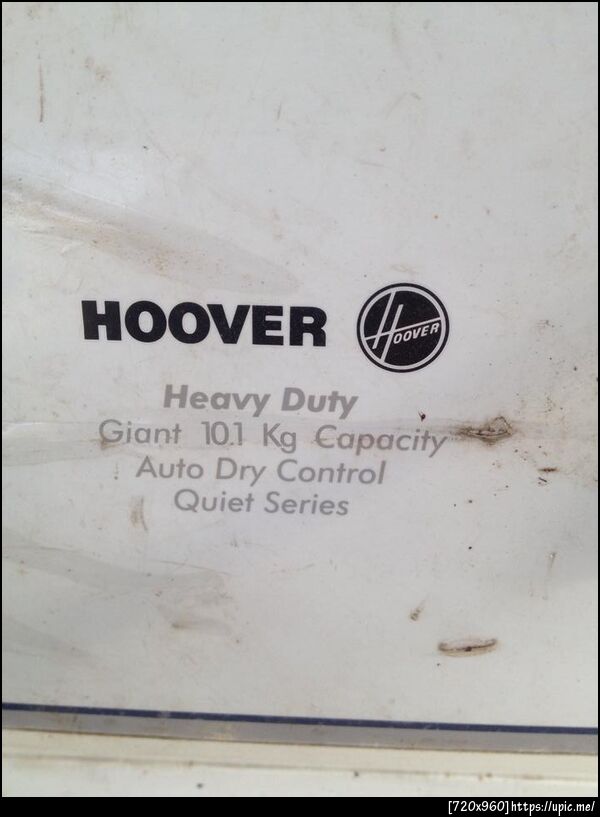 HOOVER HOOVER
Heavy Duty
Giant 10.1 Kg Capacity
Auto Dry Control
Quiet Series
[720x960]https://upic.me/